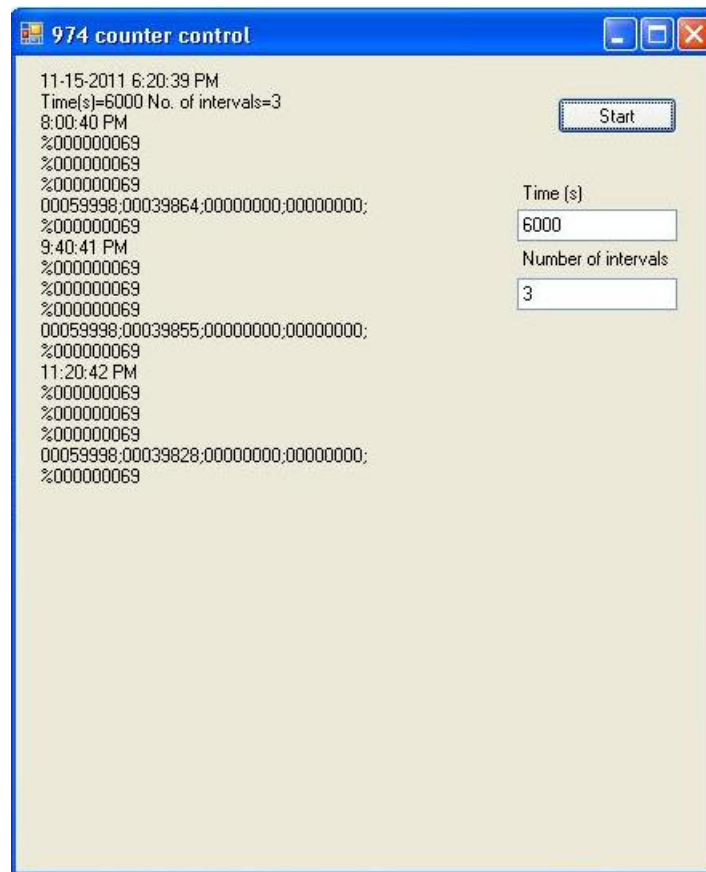 974 counter control
11-15-2011 6:20:39 PM
Time(s)=6000 No. of intervals=3
8:00:40 PM
%000000069
%000000069
%000000069
00059998;00039864;00000000;00000000;
%000000069
9:40:41 PM
%000000069
%000000069
%000000069
00059998;00039855;00000000;00000000;
%000000069
11:20:42 PM
%000000069
%000000069
%000000069
00059998;00039828;00000000;00000000;
%000000069
Start
Time (s)
6000
Number of intervals
3